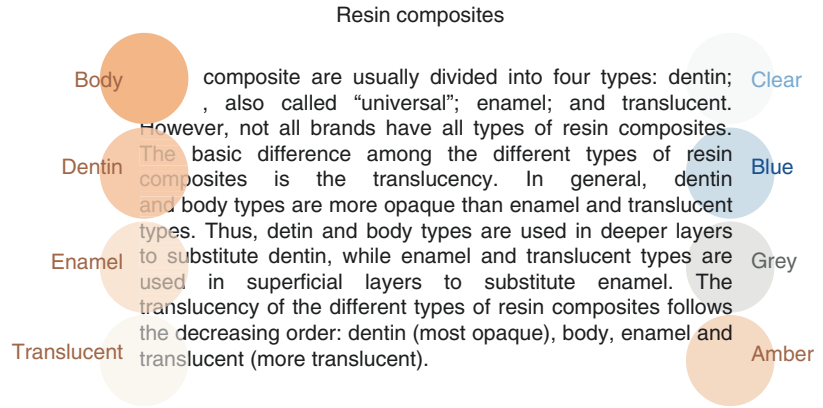 Resin composites
Body
Dentin
Enamel
Translucent
composite are usually divided into four types: dentin;
, also called “universal”; enamel; and translucent.
However, not all brands have all types of resin composites.
The basic difference among the different types of resin
composites is the translucency. In general, dentin
and body types are more opaque than enamel and translucent
types. Thus, detin and body types are used in deeper layers
to substitute dentin, while enamel and translucent types are
used in superficial layers to substitute enamel. The
translucency of the different types of resin composites follows
the decreasing order: dentin (most opaque), body, enamel and
translucent (more translucent).
Clear
Blue
Grey
Amber